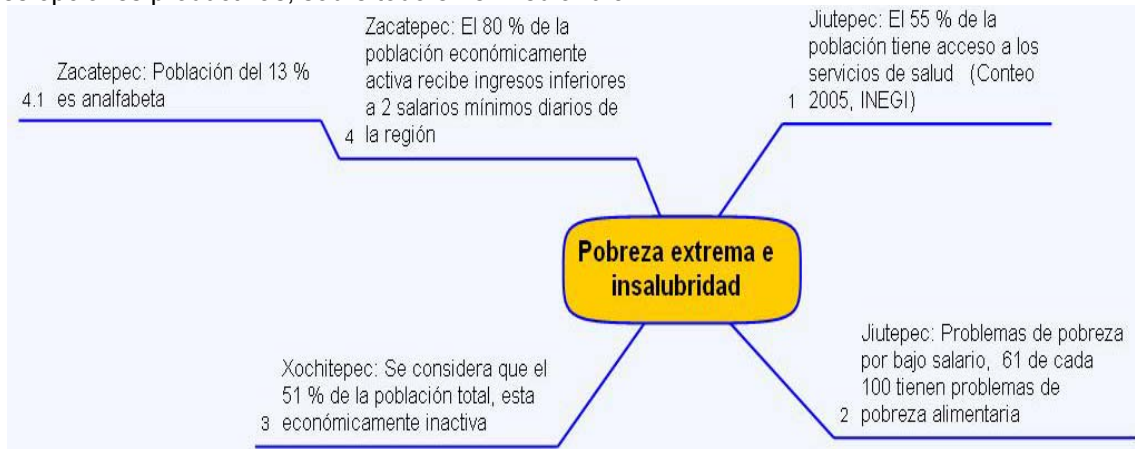 Zacatepec: El 80 % de la
población económicamente
activa recibe ingresos inferiores
a 2 salarios mínimos diarios de
4 la región
Zacatepec: Población del 13 %
4.1 es analfabeta
Jiutepec: El 55 % de la
población tiene acceso a los
servicios de salud (Conteo
1 2005, INEGI)
Pobreza extrema e
insalubridad
Xochitepec: Se considera que el
51 % de la población total, esta
3 económicamente inactiva
Jiutepec: Problemas de pobreza
por bajo salario, 61 de cada
100 tienen problemas de
2 pobreza alimentaria